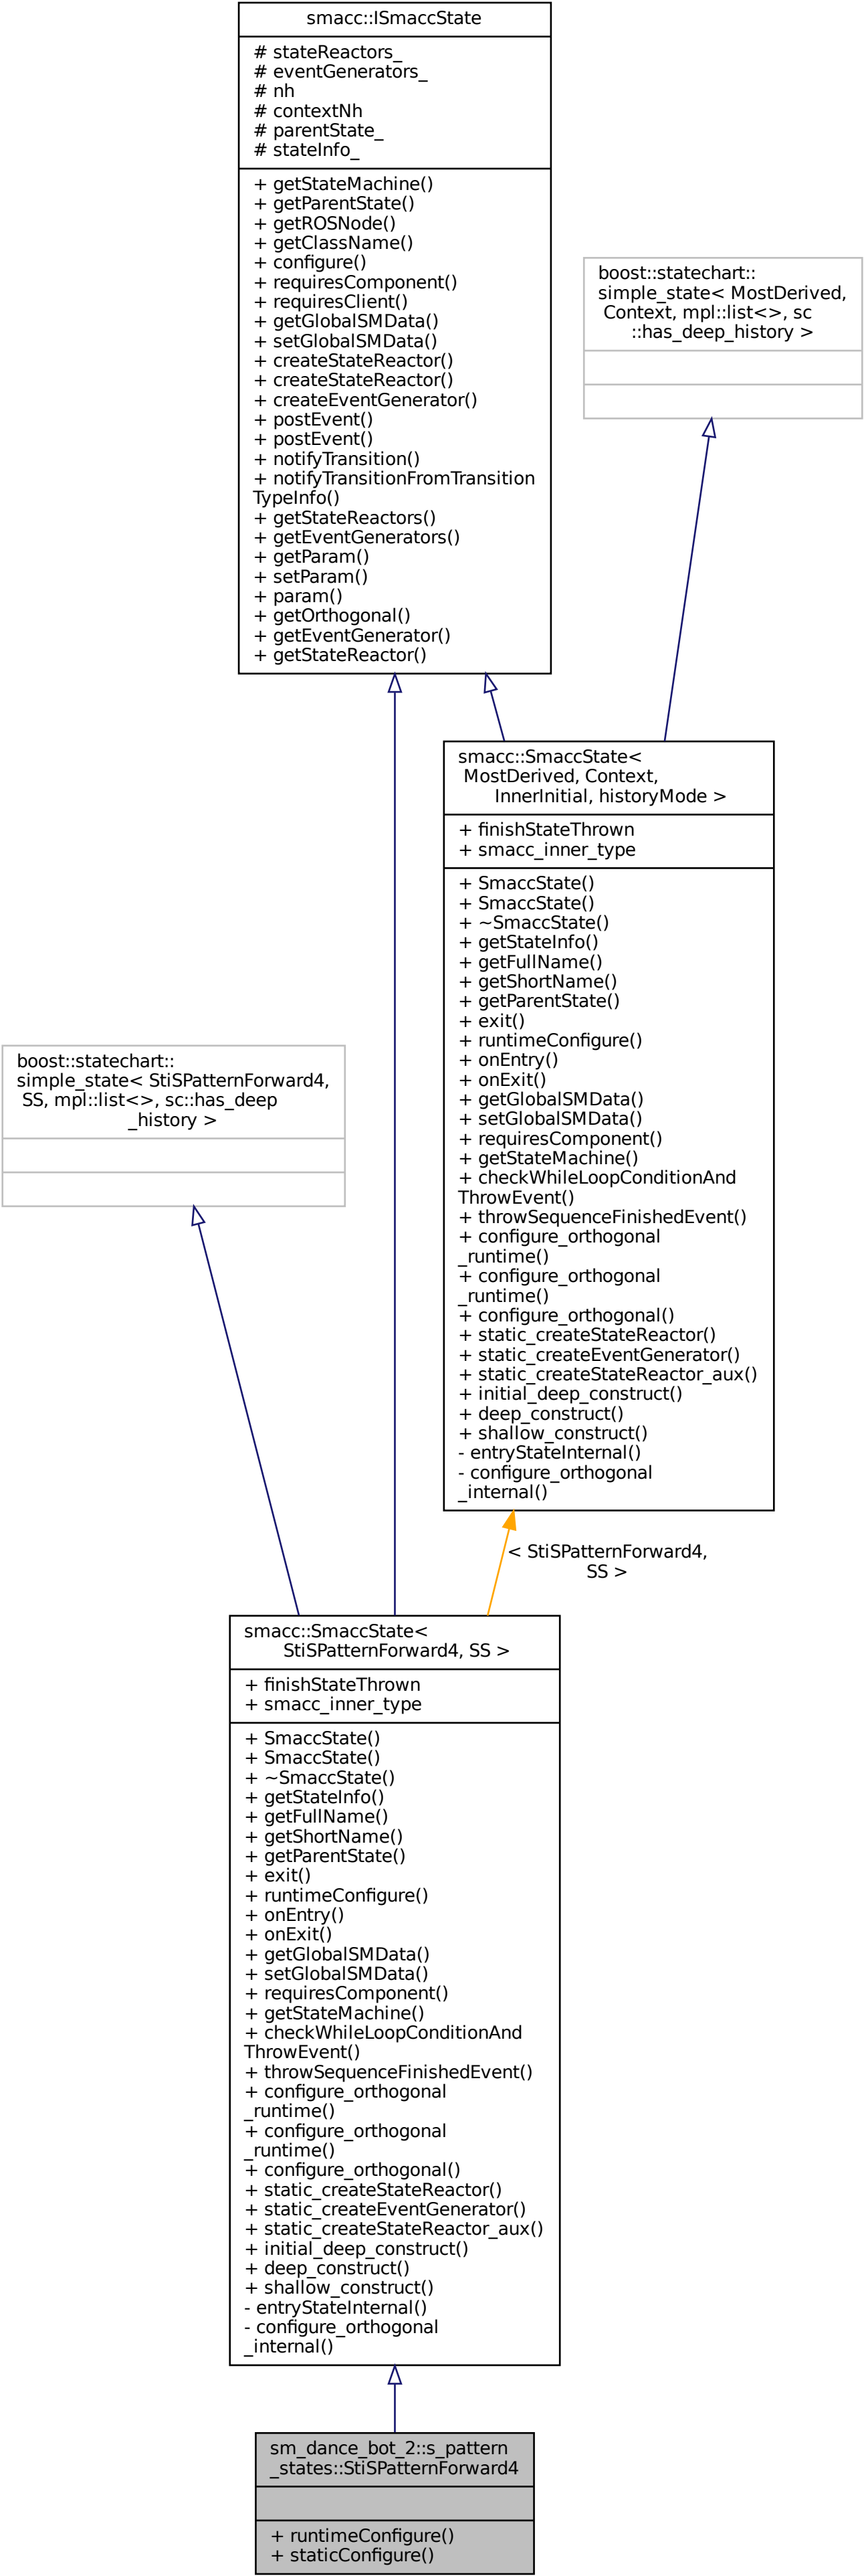 smacc::ISmaccState
# stateReactors_
# eventGenerators_
# nh
# contextNh
# parentState_
# stateInfo_
+ getStateMachine()
+ getParentState()
+ getROSNode()
+ getClassName()
+ configure()
+ requiresComponent()
+ requiresClient()
+ getGlobalSMData()
+ setGlobalSMData()
+ createStateReactor()
+ createStateReactor()
+ createEventGenerator()
+ postEvent()
+ postEvent()
+ notifyTransition()
+ notifyTransitionFromTransition
TypeInfo()
+ getStateReactors()
+ getEventGenerators()
+ getParam()
+ setParam()
+ param()
+ getOrthogonal()
+ getEventGenerator()
+ getStateReactor()
boost::statechart::
simple_state< MostDerived,
Context, mpl::list<>, sc
::has_deep_history >
smacc::SmaccState<
MostDerived, Context,
InnerInitial, historyMode >
+ finishStateThrown
+ smacc_inner_type
+ SmaccState()
+ SmaccState()
+ ~SmaccState()
+ getStateInfo()
+ getFullName()
+ getShortName()
+ getParentState()
+ exit()
+ runtimeConfigure()
+ onEntry()
+ onExit()
+ getGlobalSMData()
+ setGlobalSMData()
+ requiresComponent()
+ getStateMachine()
+ checkWhileLoopConditionAnd
ThrowEvent()
+ throwSequenceFinishedEvent()
+ configure_orthogonal
_runtime()
+ configure_orthogonal
_runtime()
+ configure_orthogonal()
+ static_createStateReactor()
+ static_createEventGenerator()
+ static_createStateReactor_aux()
+ initial_deep_construct()
+ deep_construct()
+ shallow_construct()
- entryStateInternal()
- configure_orthogonal
_internal()
boost::statechart::
simple_state< StiSPatternForward4,
SS, mpl::list<>, sc::has_deep
_history >
< StiSPatternForward4,
SS >
smacc::SmaccState<
StiSPatternForward4, SS >
+ finishStateThrown
+ smacc_inner_type
+ SmaccState()
+ SmaccState()
+ ~SmaccState()
+ getStateInfo()
+ getFullName()
+ getShortName()
+ getParentState()
+ exit()
+ runtimeConfigure()
+ onEntry()
+ onExit()
+ getGlobalSMData()
+ setGlobalSMData()
+ requiresComponent()
+ getStateMachine()
+ checkWhileLoopConditionAnd
ThrowEvent()
+ throwSequenceFinishedEvent()
+ configure_orthogonal
_runtime()
+ configure_orthogonal
_runtime()
+ configure_orthogonal()
+ static_createStateReactor()
+ static_createEventGenerator()
+ static_createStateReactor_aux()
+ initial_deep_construct()
+ deep_construct()
+ shallow_construct()
- entryStateInternal()
- configure_orthogonal
_internal()
sm_dance_bot_2::s_pattern
_states::StiSPatternForward4
+ runtimeConfigure()
+ staticConfigure()